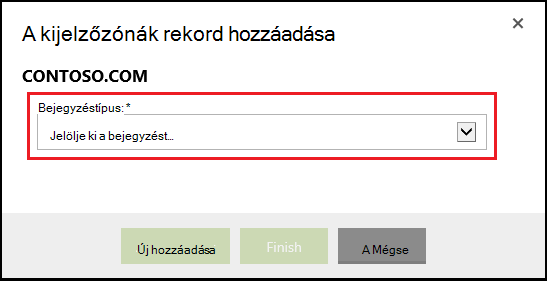 A kijelzőzónák rekord hozzáadása
CONTOSO.COM
Bejegyzéstípus: *
Jelölje ki a bejegyzést...
Új hozzáadása
Finish
A Mégse